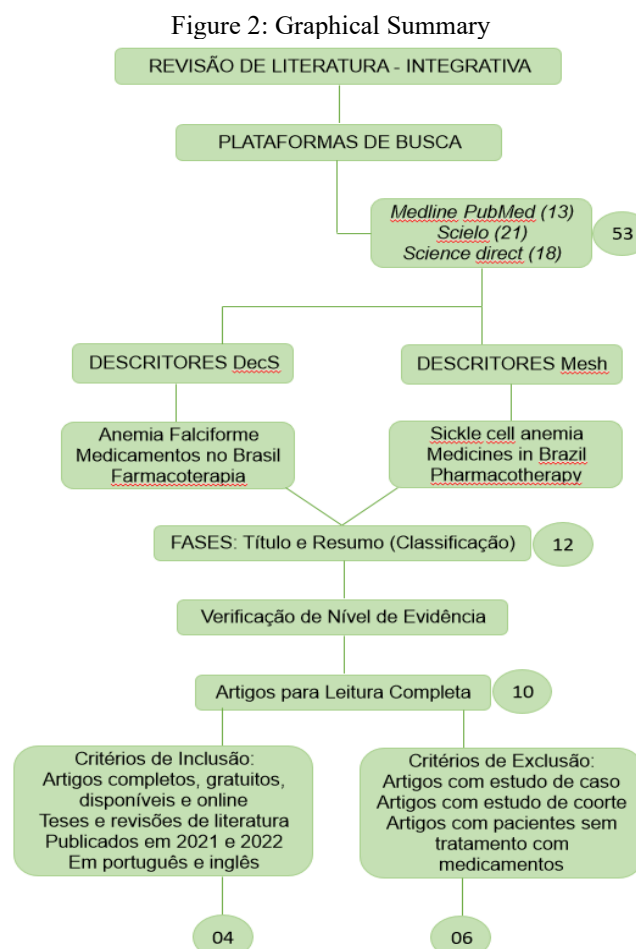 Figure 2: Graphical Summary
REVISÃO DE LITERATURA - INTEGRATIVA
PLATAFORMAS DE BUSCA
Medline PubMed (13)
Scielo (21)
Science direct (18)
53
DESCRITORES DecS
DESCRITORES Mesh
Anemia Falciforme
Medicamentos no Brasil
Farmacoterapia
Sickle cell anemia
Medicines in Brazil
Pharmacotherapy
FASES: Título e Resumo (Classificação)
12
Verificação de Nível de Evidência
Artigos para Leitura Completa
10
Critérios de Inclusão:
Artigos completos, gratuitos,
disponíveis e online
Teses e revisões de literatura
Publicados em 2021 e 2022
Em português e inglês
Critérios de Exclusão:
Artigos com estudo de caso
Artigos com estudo de coorte
Artigos com pacientes sem
tratamento com
medicamentos
04
06